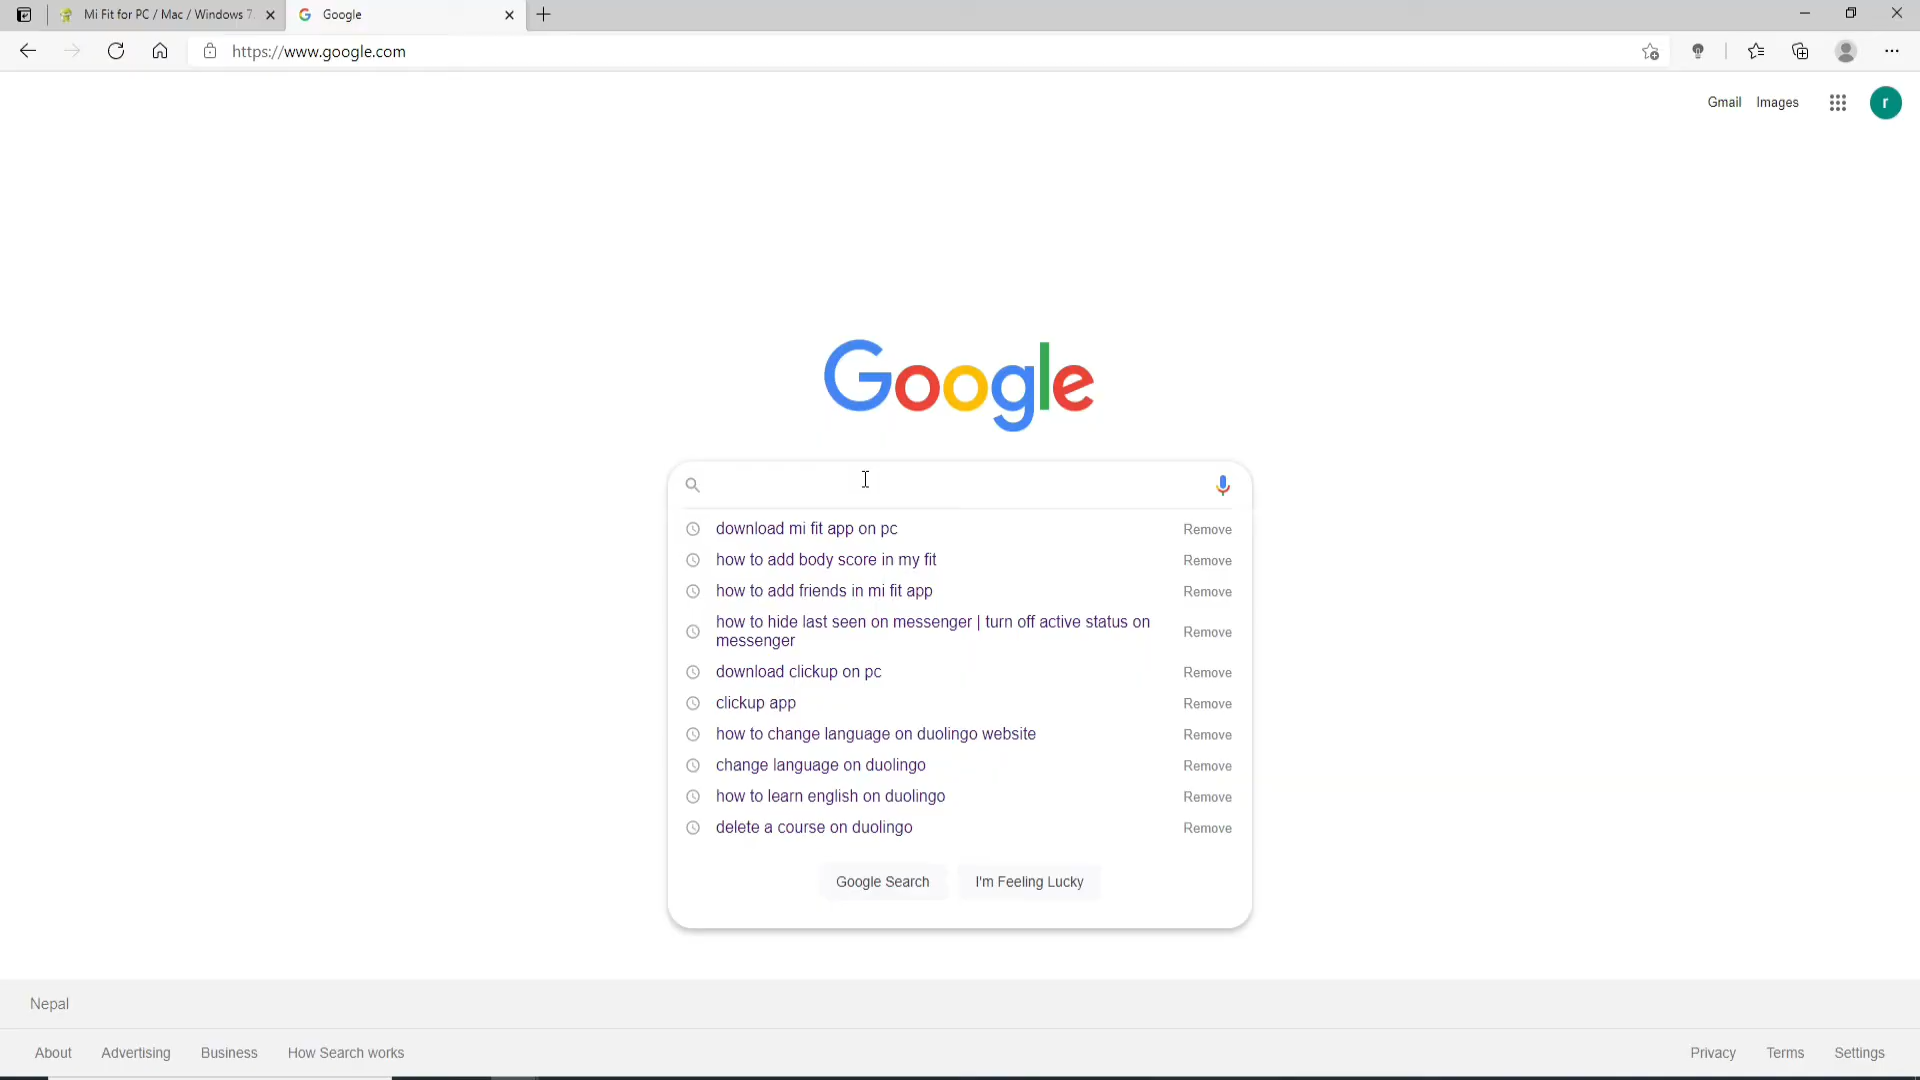 Mi Fit for PC / Mac / Windows 7.
Google
https://www.google.com
Gmail Images r
Google
download mi fit app on pc Remove
how to add body score in my fit Remove
how to add friends in mi fit app Remove
how to hide last seen on messenger | turn off active status on
messenger Remove
download clickup on pc Remove
clickup app Remove
how to change language on duolingo website Remove
change language on duolingo Remove
how to learn english on duolingo Remove
delete a course on duolingo Remove
Google Search I'm Feeling Lucky
Nepal
About Advertising Business How Search works Privacy Terms Settings